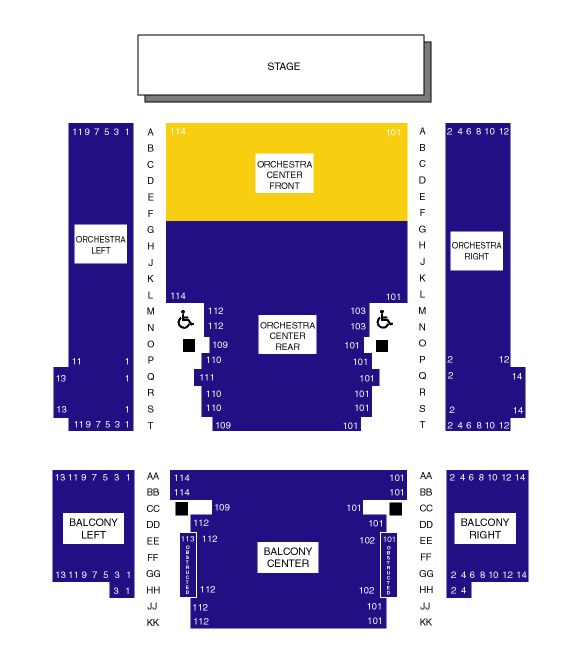 STAGE
11 9 7 5 3 1 A 114 101 A 2 4 6 8 10 12
B B
C C
ORCHESTRA
CENTER
FRONT
D D
E E
F F
G G
ORCHESTRA
LEFT
H H
ORCHESTRA
RIGHT
J J
K K
L 114 101 L
M 112 103 M
N 112 103 N
ORCHESTRA
CENTER
REAR
O 109 101 O
11 1 P 110 101 P 2 12
13 1 Q 111 101 Q 2 14
R 110 101 R
13 1 S 110 101 S 2 14
11 9 7 5 3 1 T 109 101 T 2 4 6 8 10 12
13 11 9 7 5 3 1 AA 114 101 AA 2 4 6 8 10 12 14
BB 114 101 BB
CC 109 101 CC
BALCONY
LEFT
DD 112 101 DD
BALCONY
RIGHT
EE 113 112 102 101 EE
OBSTRUCTED
BALCONY
CENTER
OBSTRUCTED
FF FF
13 11 9 7 5 3 1 GG GG 2 4 6 8 10 12 14
3 1 HH 112 102 HH 2 4
JJ 112 101 JJ
KK 112 101 KK